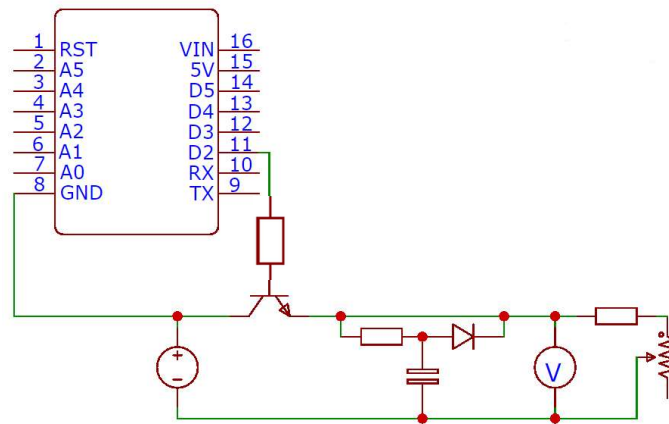 1 RST VIN 16
2 A5 5V 15
3 A4 D5 14
4 A3 D4 13
5 A2 D3 12
6 A1 D2 11
7 A0 RX 10
8 GND TX 9
+
-
V